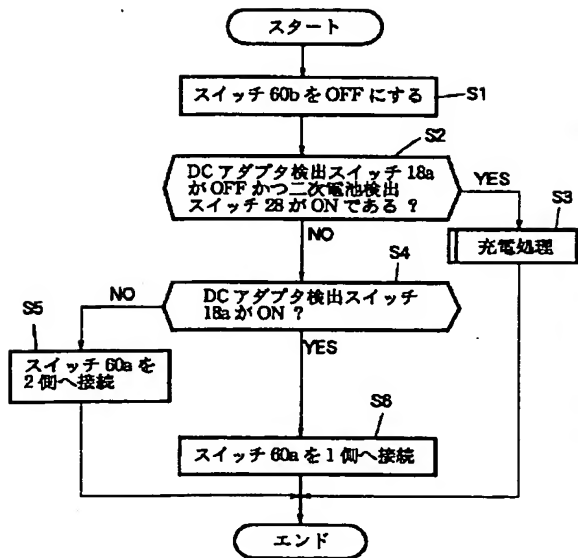 スタート
スイッチ 60b を OFF にする
S1
S2
DC アダプタ検出スイッチ 18a
が OFF かつ二次電池検出
スイッチ 28 が ON である ?
YES
S3
充電処理
NO
S4
DC アダプタ検出スイッチ
18a が ON ?
NO
S5
スイッチ 60a を
2 側へ接続
YES
S6
スイッチ 60a を 1 側へ接続
エンド